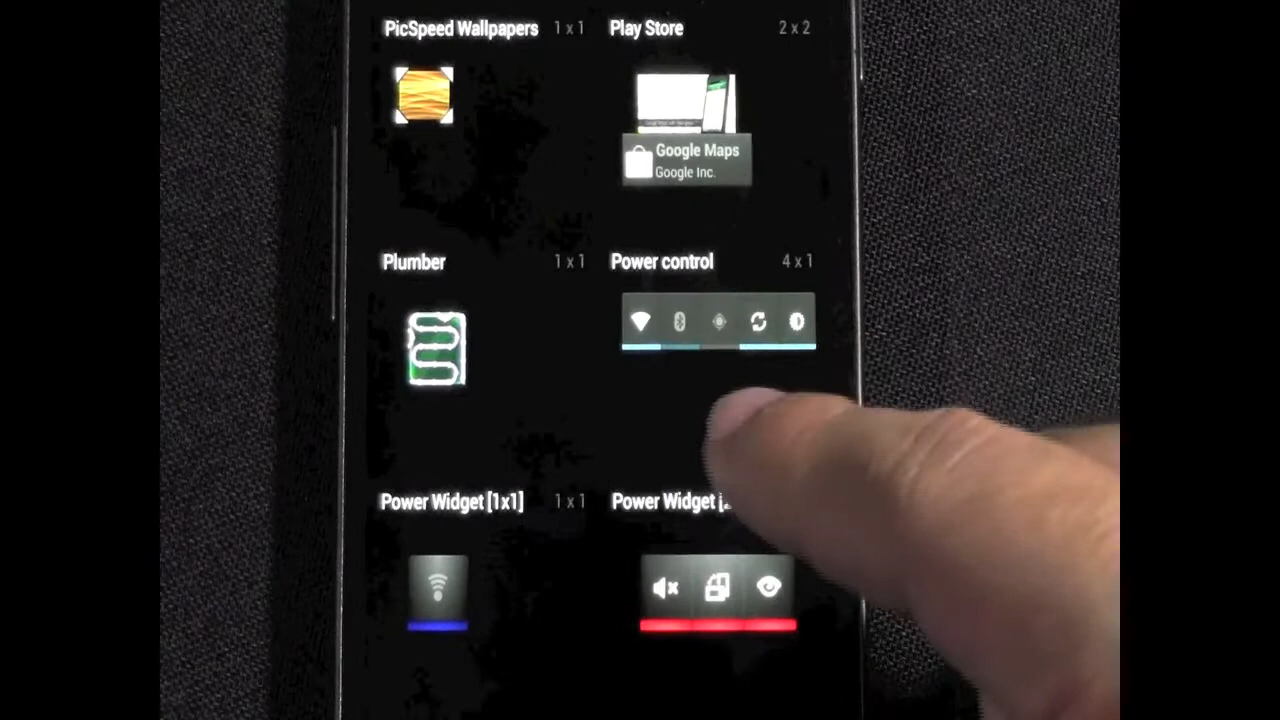 PicSpeed Wallpapers 1 x 1
Play Store 2 x 2
Google Maps
Google Inc.
Plumber 1 x 1
Power control 4 x 1
Power Widget [1x1] 1 x 1
Power Widget